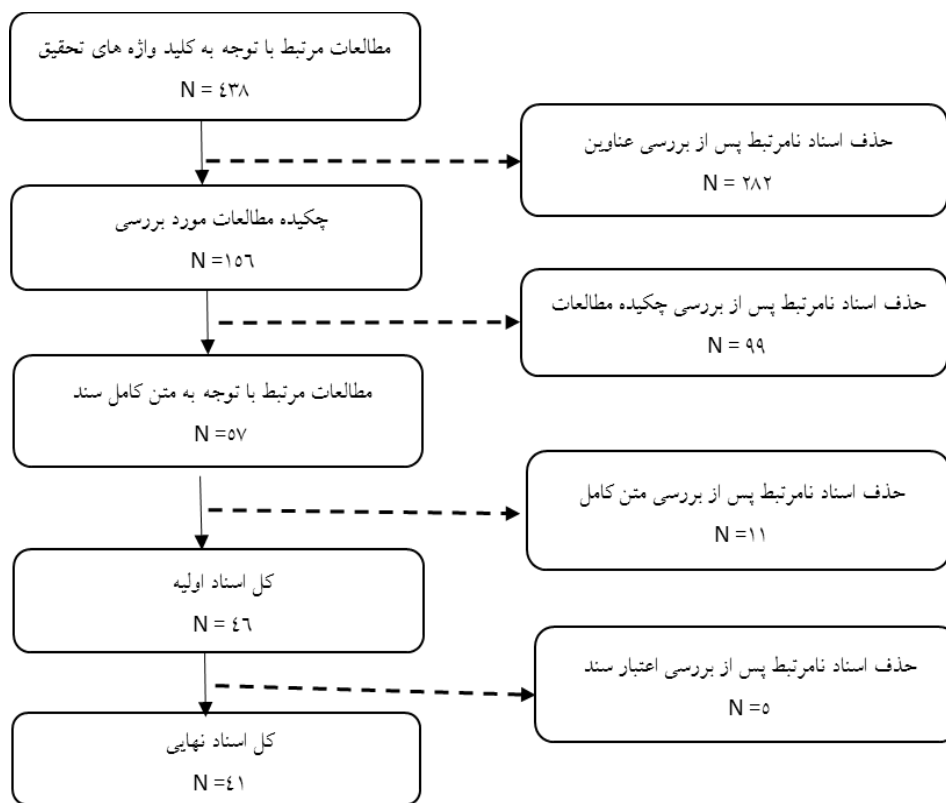 مطالعات مرتبط با توجه به کلید واژه های تحقیق
N = ٤٣٨
حذف اسناد نامرتبط پس از بررسی عناوین
N = ٢٨٢
چکیده مطالعات مورد بررسی
N =١٥٦
حذف اسناد نامرتبط پس از بررسی چکیده مطالعات
N = ٩٩
مطالعات مرتبط با توجه به متن کامل سند
N =٥٧
حذف اسناد نامرتبط پس از بررسی متن کامل
N =١١
کل اسناد اولیه
N = ٤٦
حذف اسناد نامرتبط پس از بررسی اعتبار سند
N =٥
کل اسناد نهایی
N =٤١